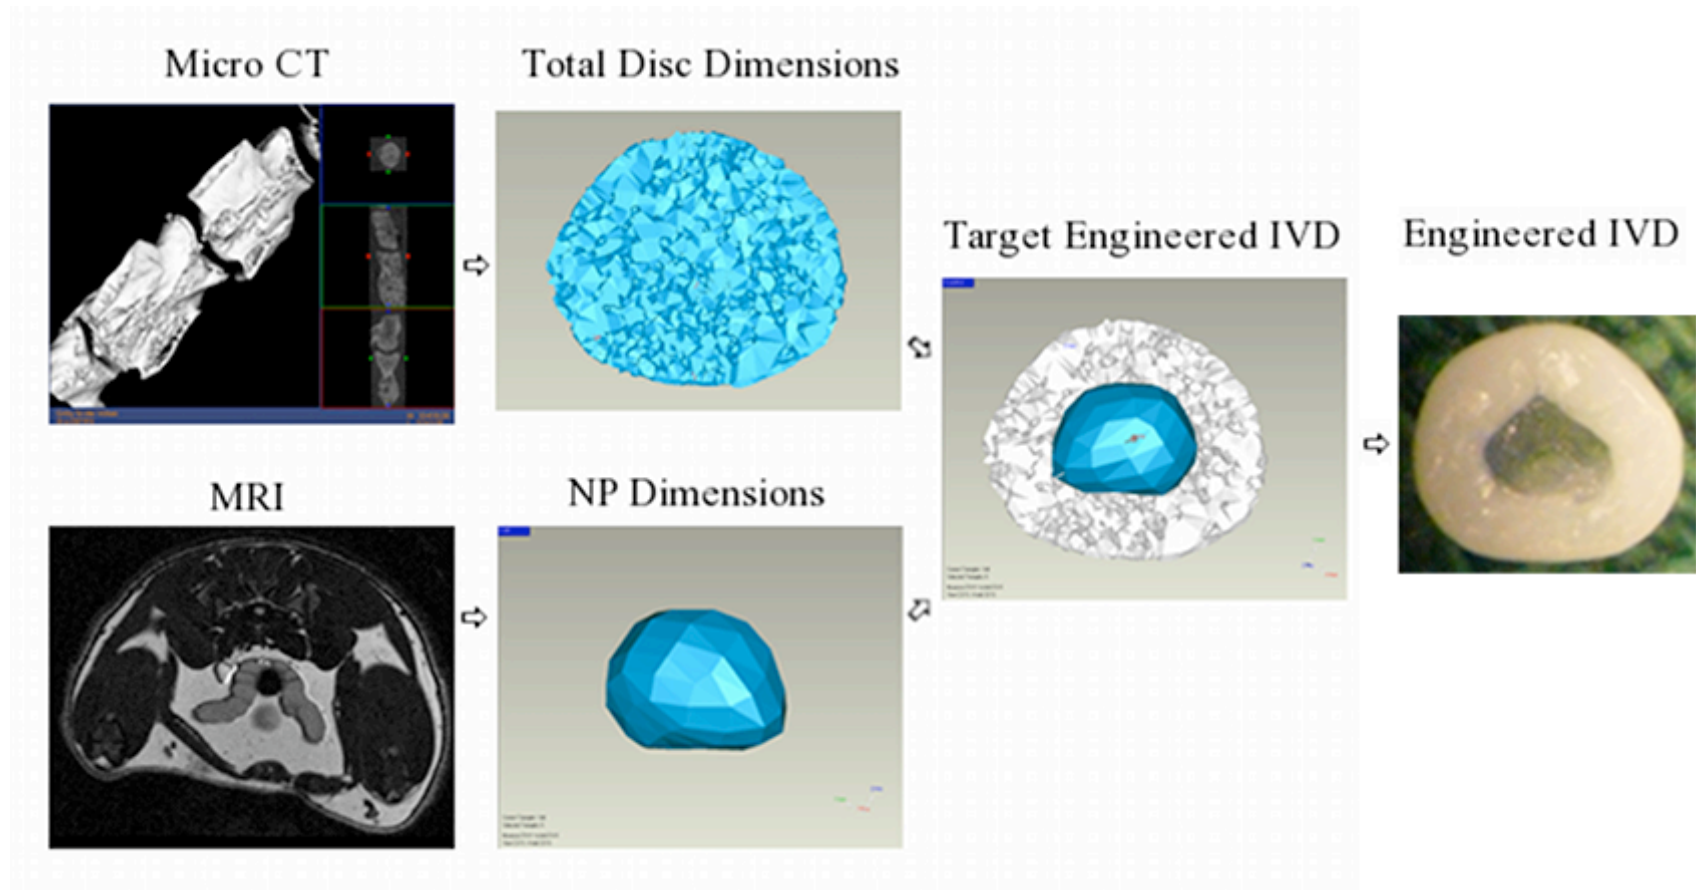 Micro CT
Total Disc Dimensions
Target Engineered IVD
Engineered IVD
MRI
NP Dimensions